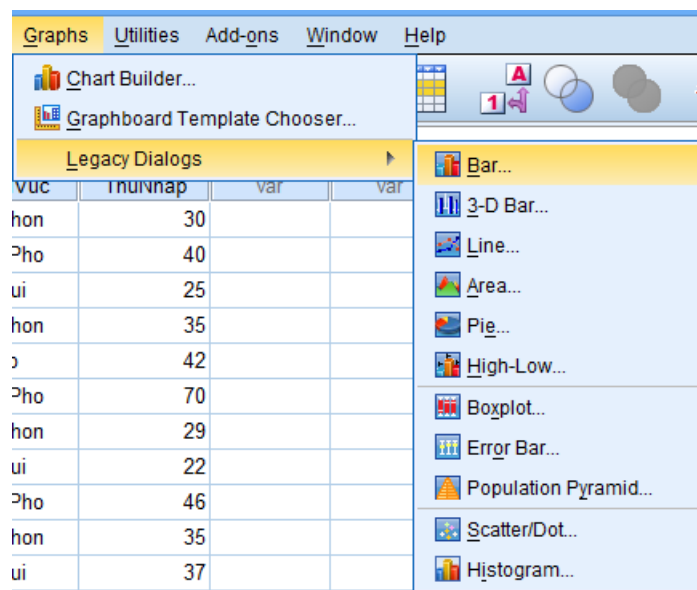 Graphs Utilities Add-ons Window Help
Chart Builder...
Graphboard Template Chooser...
Legacy Dialogs
A
1
Vuc ThuNhap var var
hon 30
Pho 40
ui 25
hon 35
o 42
Pho 70
hon 29
ui 22
Pho 46
hon 35
ui 37
Bar...
3-D Bar...
Line...
Area...
Pie...
High-Low...
Boxplot...
Error Bar...
Population Pyramid...
Scatter/Dot...
Histogram...